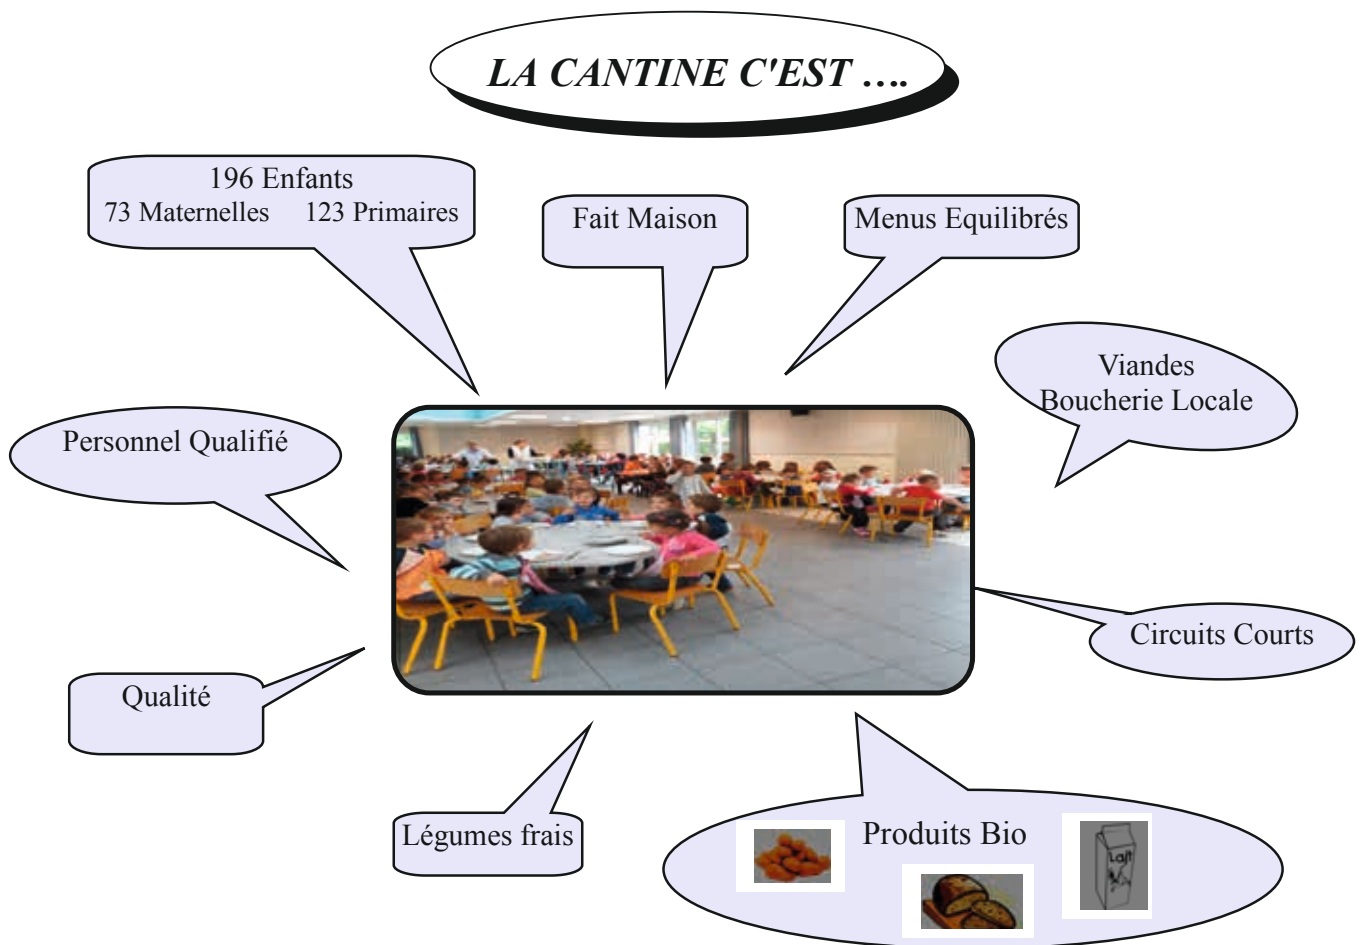 LA CANTINE C'EST ....
196 Enfants
73 Maternelles 123 Primaires
Fait Maison
Menus Equilibrés
Viandes
Boucherie Locale
Personnel Qualifié
Circuits Courts
Qualité
Légumes frais
Produits Bio
Lait